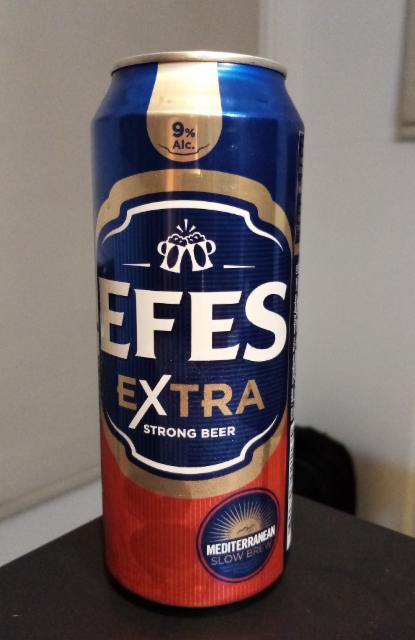 9%
Alc.
EFES
EXTRA
STRONG BEER
MEDITERRANEAN
SLOW BREW